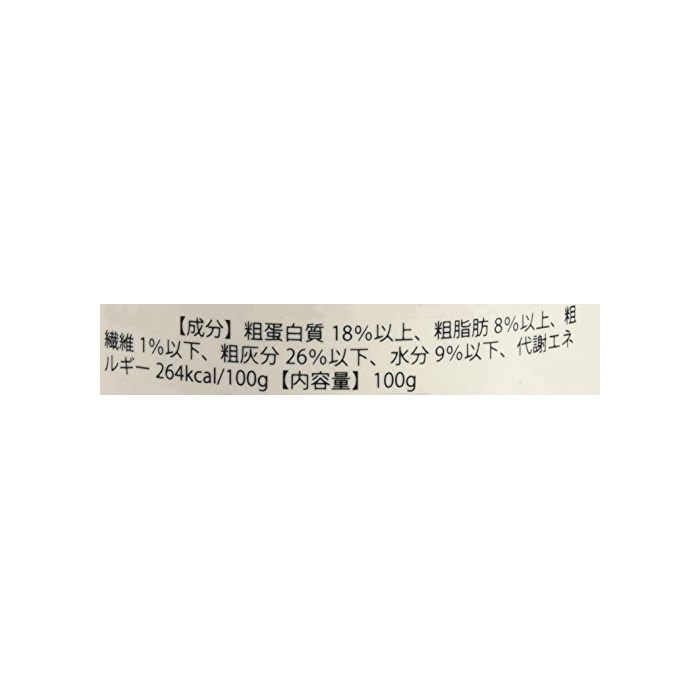 【成分】粗蛋白質 18%以上、粗脂肪 8%以上、粗
繊維 1%以下、粗灰分 26%以下、水分 9%以下、代謝エネ
ルギー 264kcal/100g【内容量】100g